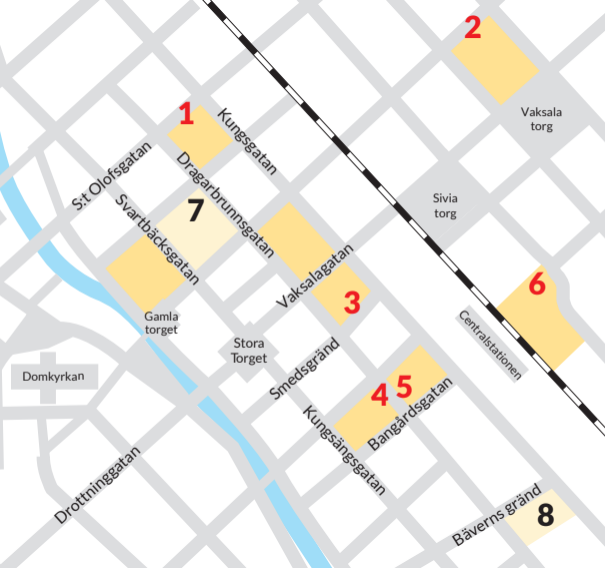 2
1
Vaksala
torg
Kungsgatan
S:t Olofsgatan
Dragarbrunnsgatan
Sivia
torg
Svartbäcksgatan
7
Vaksalagatan
6
3
Gamla
torget
Centralstationen
Stora
Torget
Smedsgränd
Domkyrkan
4 5
Bangårdsgatan
Kungsängsgatan
Drottninggatan
Bäverns gränd
8